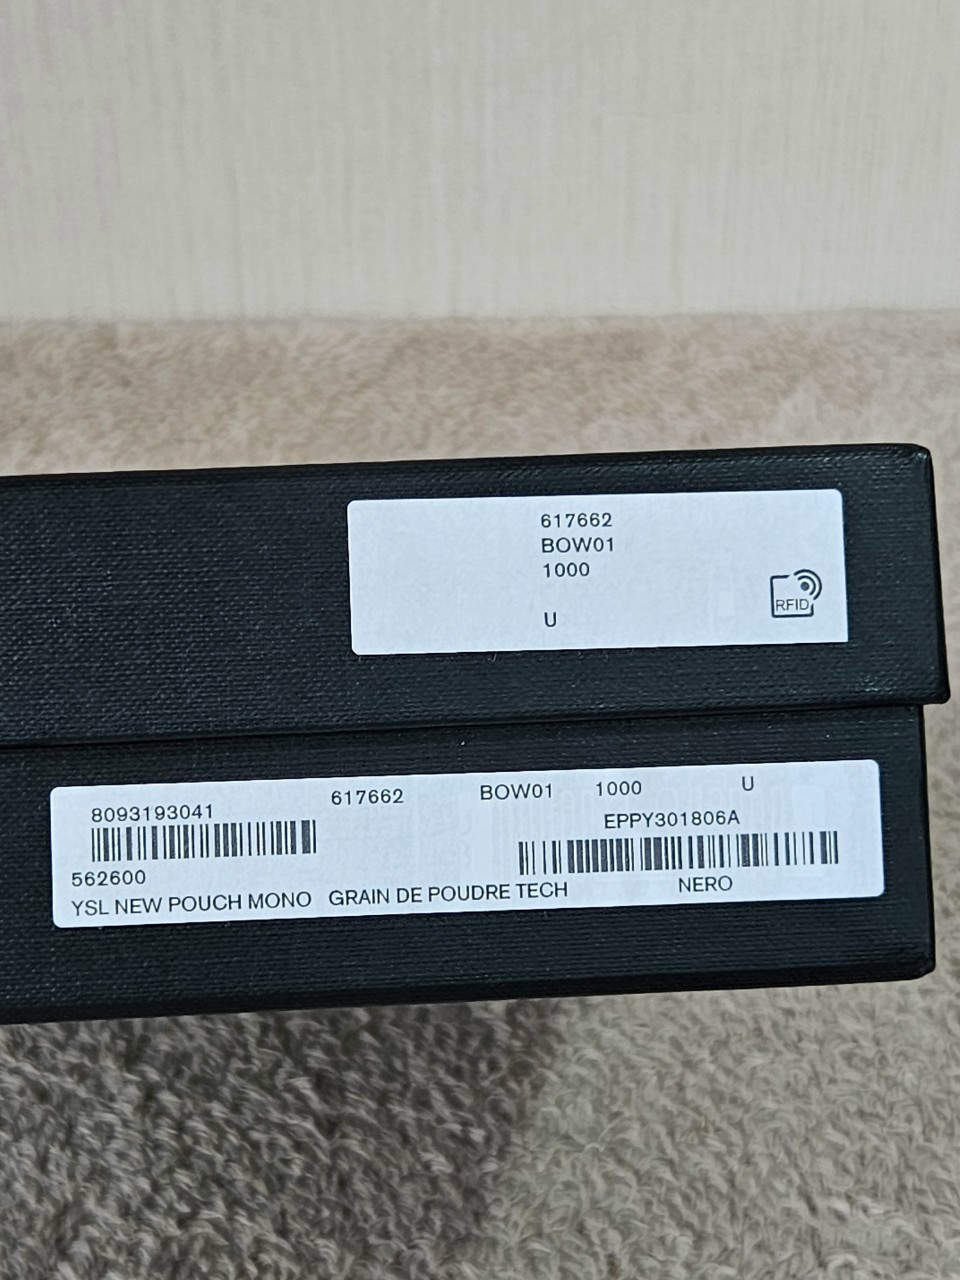 617662
BOW01
1000
U
RFID
8093193041 617662 BOW01 1000 U
EPPY301806A
562600
YSL NEW POUCH MONO GRAIN DE POUDRE TECH NERO